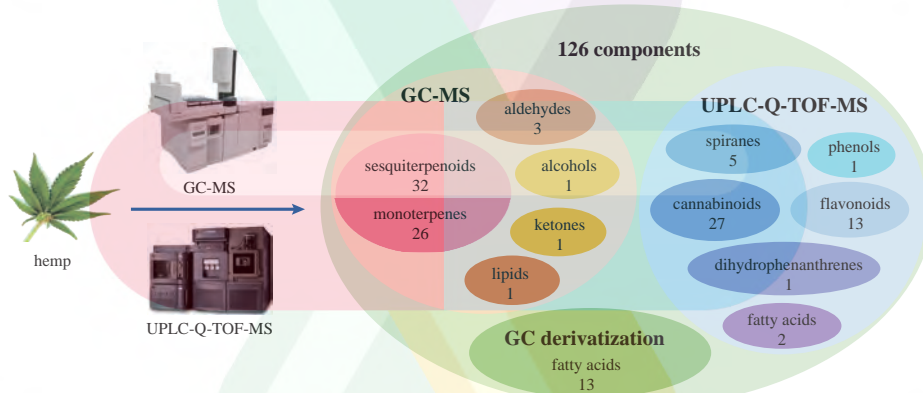 126 components
GC-MS
aldehydes
3
UPLC-Q-TOF-MS
spiranes
5
phenols
1
sesquiterpenoids
32
alcohols
1
GC-MS
monoterpenes
26
cannabinoids
27
flavonoids
13
ketones
1
hemp
lipids
1
dihydrophenanthrenes
1
UPLC-Q-TOF-MS
fatty acids
2
GC derivatization
fatty acids
13